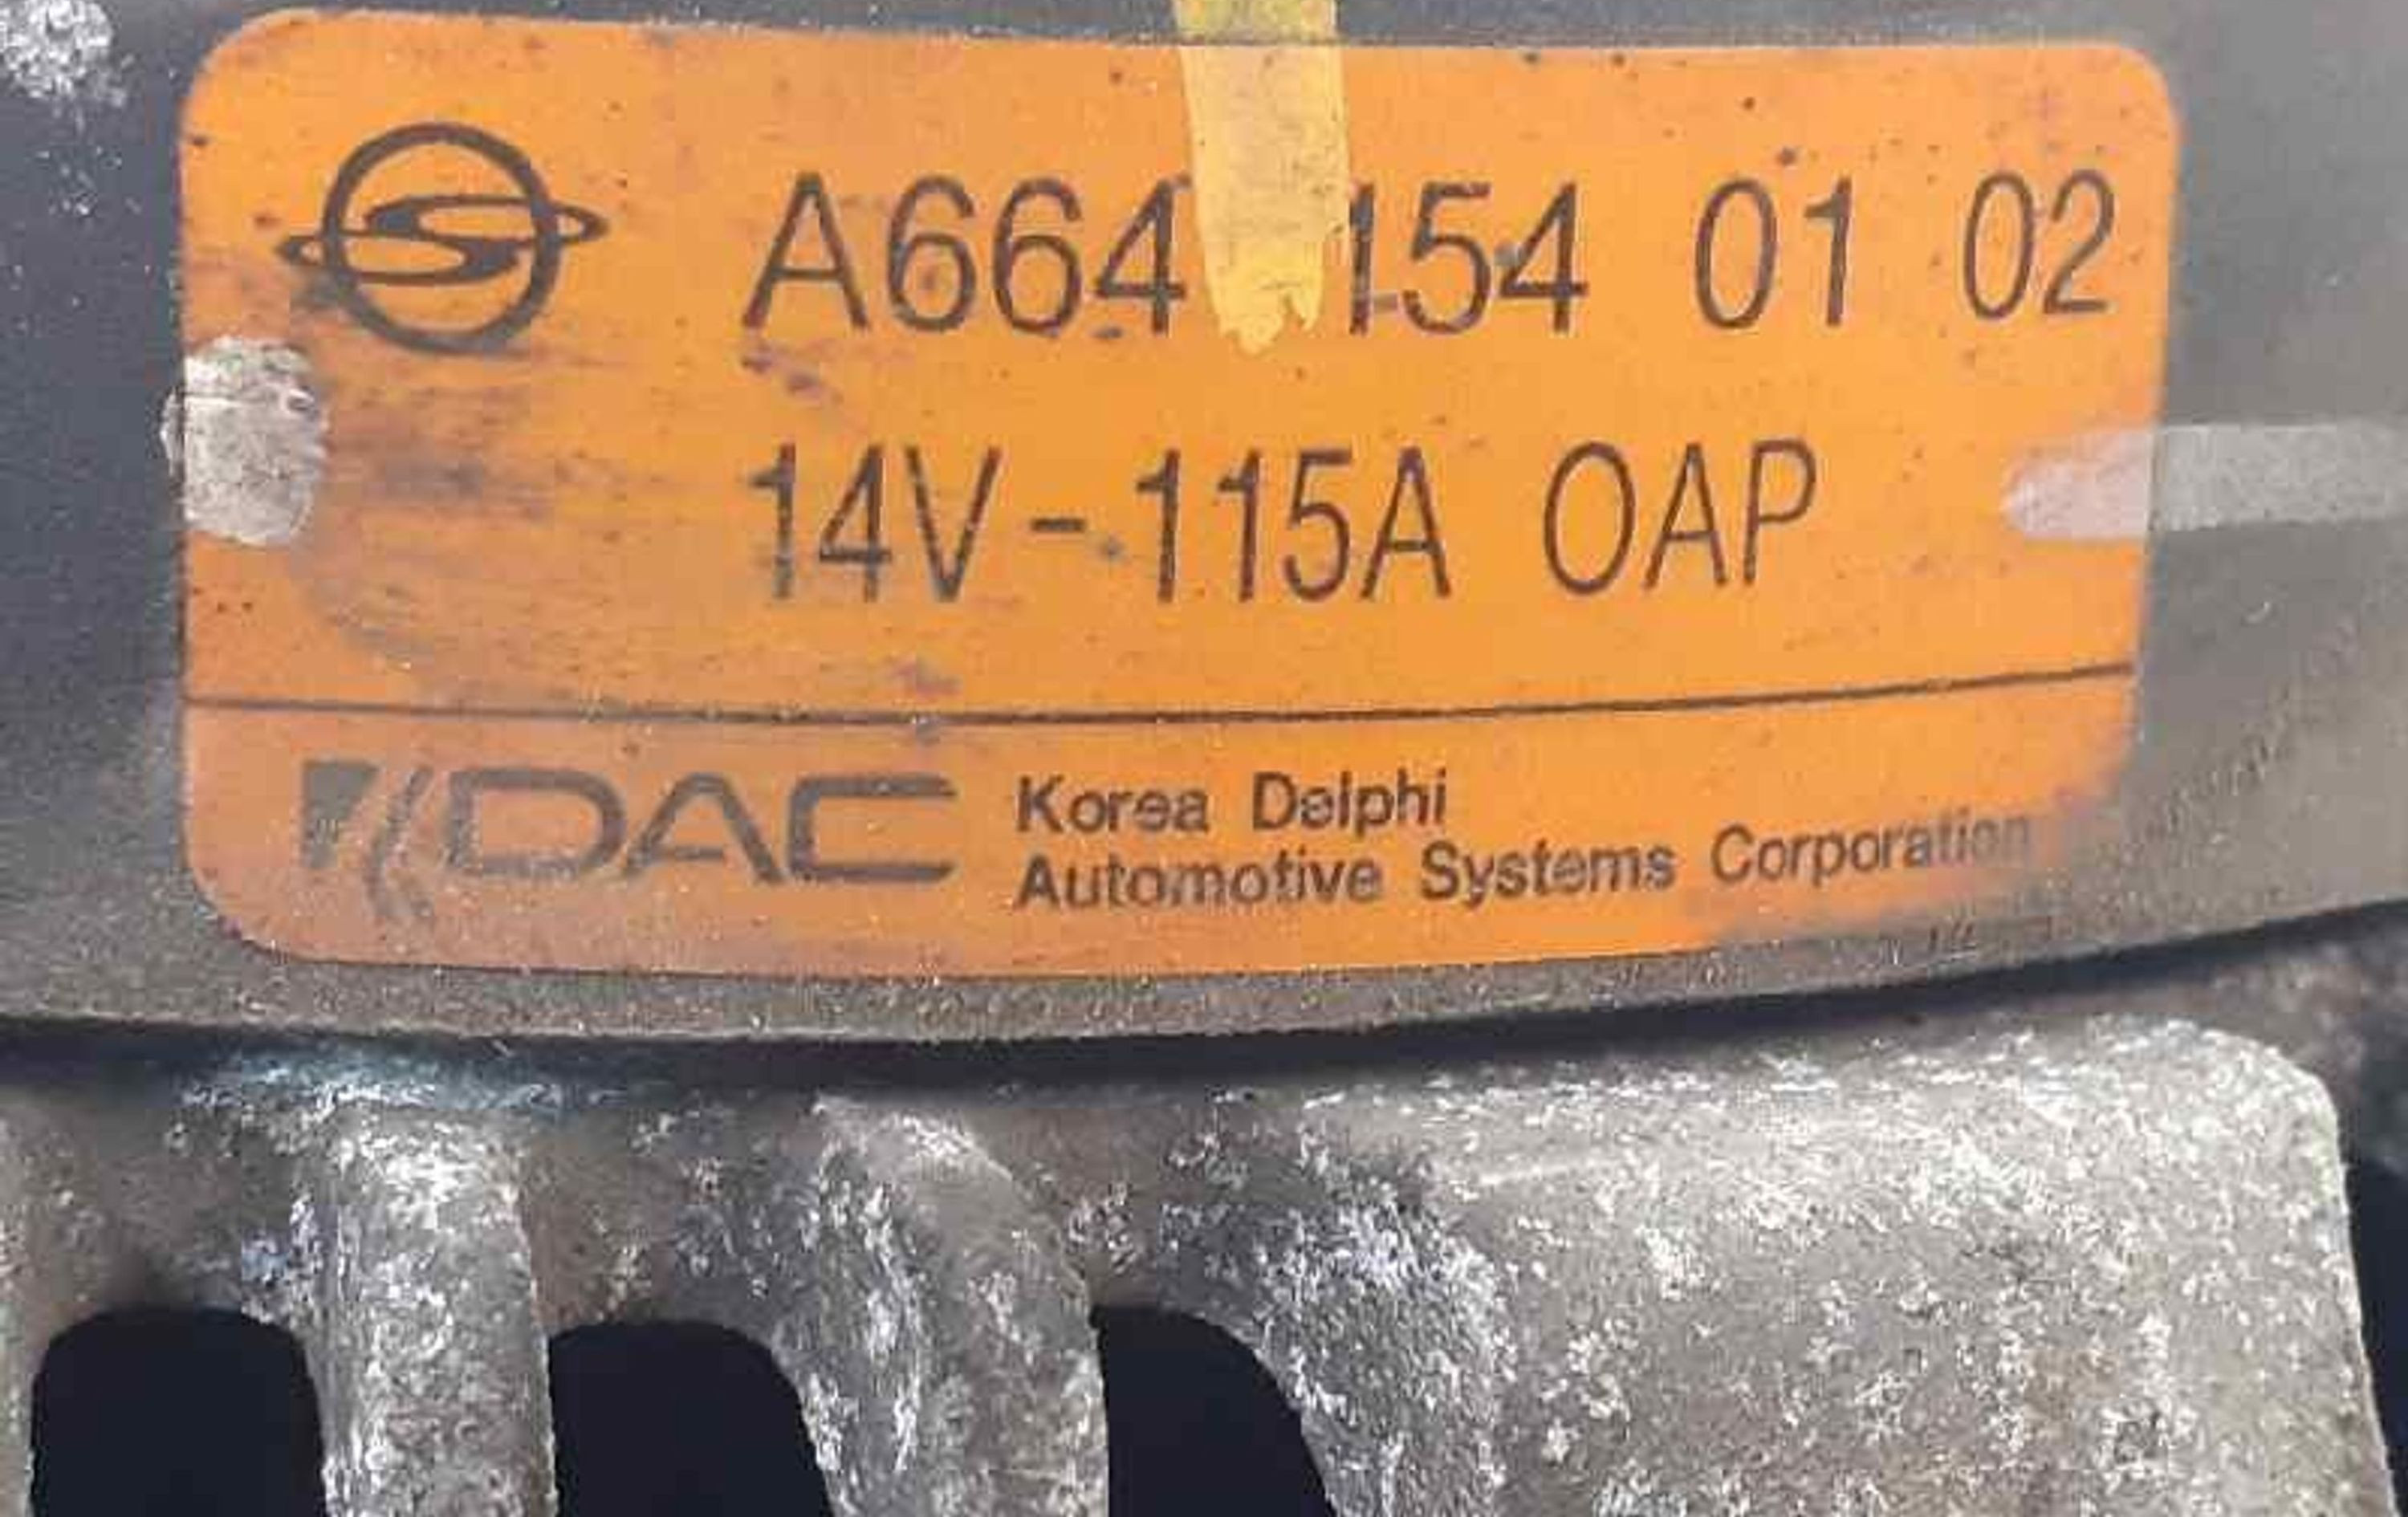 A664 154 01 02
14V-115A OAP
DAC Korea Delphi
Automotive Systems Corporation